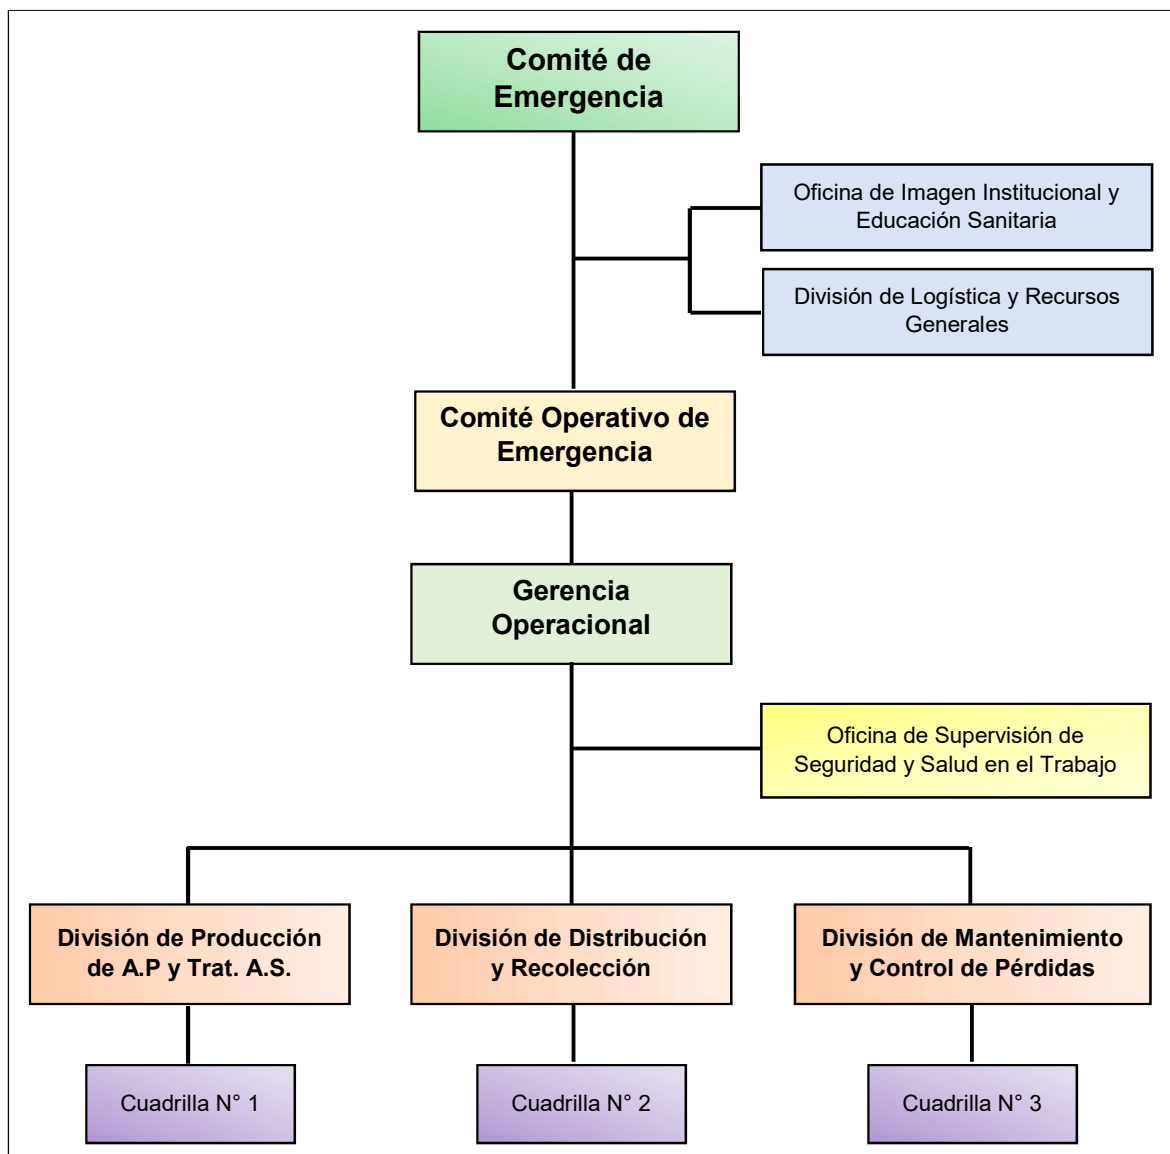 Comité de
Emergencia
Oficina de Imagen Institucional y
Educación Sanitaria
División de Logística y Recursos
Generales
Comité Operativo de
Emergencia
Gerencia
Operacional
Oficina de Supervisión de
Seguridad y Salud en el Trabajo
División de Producción
de A.P y Trat. A.S.
División de Distribución
y Recolección
División de Mantenimiento
y Control de Pérdidas
Cuadrilla N° 1
Cuadrilla N° 2
Cuadrilla N° 3